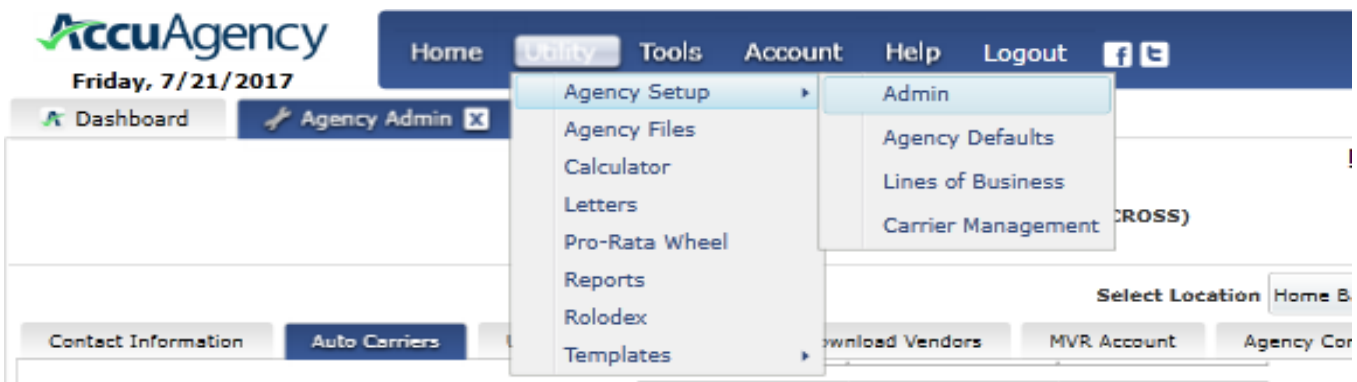 AccuAgency
Home Utility Tools Account Help Logout
Friday, 7/21/2017
Dashboard Agency Admin
Agency Setup
Agency Files
Calculator
Letters
Pro-Rata Wheel
Reports
Rolodex
Templates
Admin
Agency Defaults
Lines of Business
Carrier Management
CROSS)
Select Location Home B
Contact Information Auto Carriers wnload Vendors MVR Account Agency Con